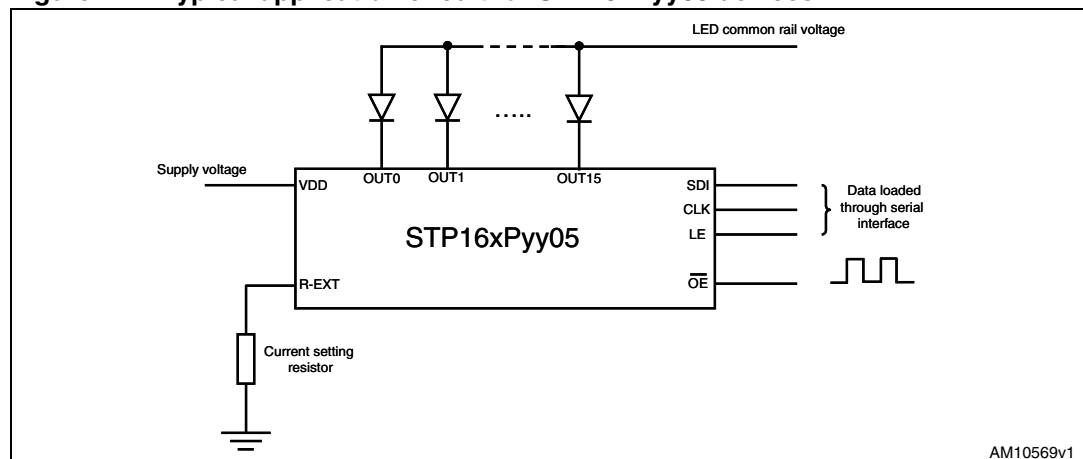 LED common rail voltage
Supply voltage
VDD
OUT0
OUT1
OUT15
SDI
CLK
LE
Data loaded
through serial
interface
STP16xPyy05
OE
R-EXT
Current setting
resistor
AM10569v1